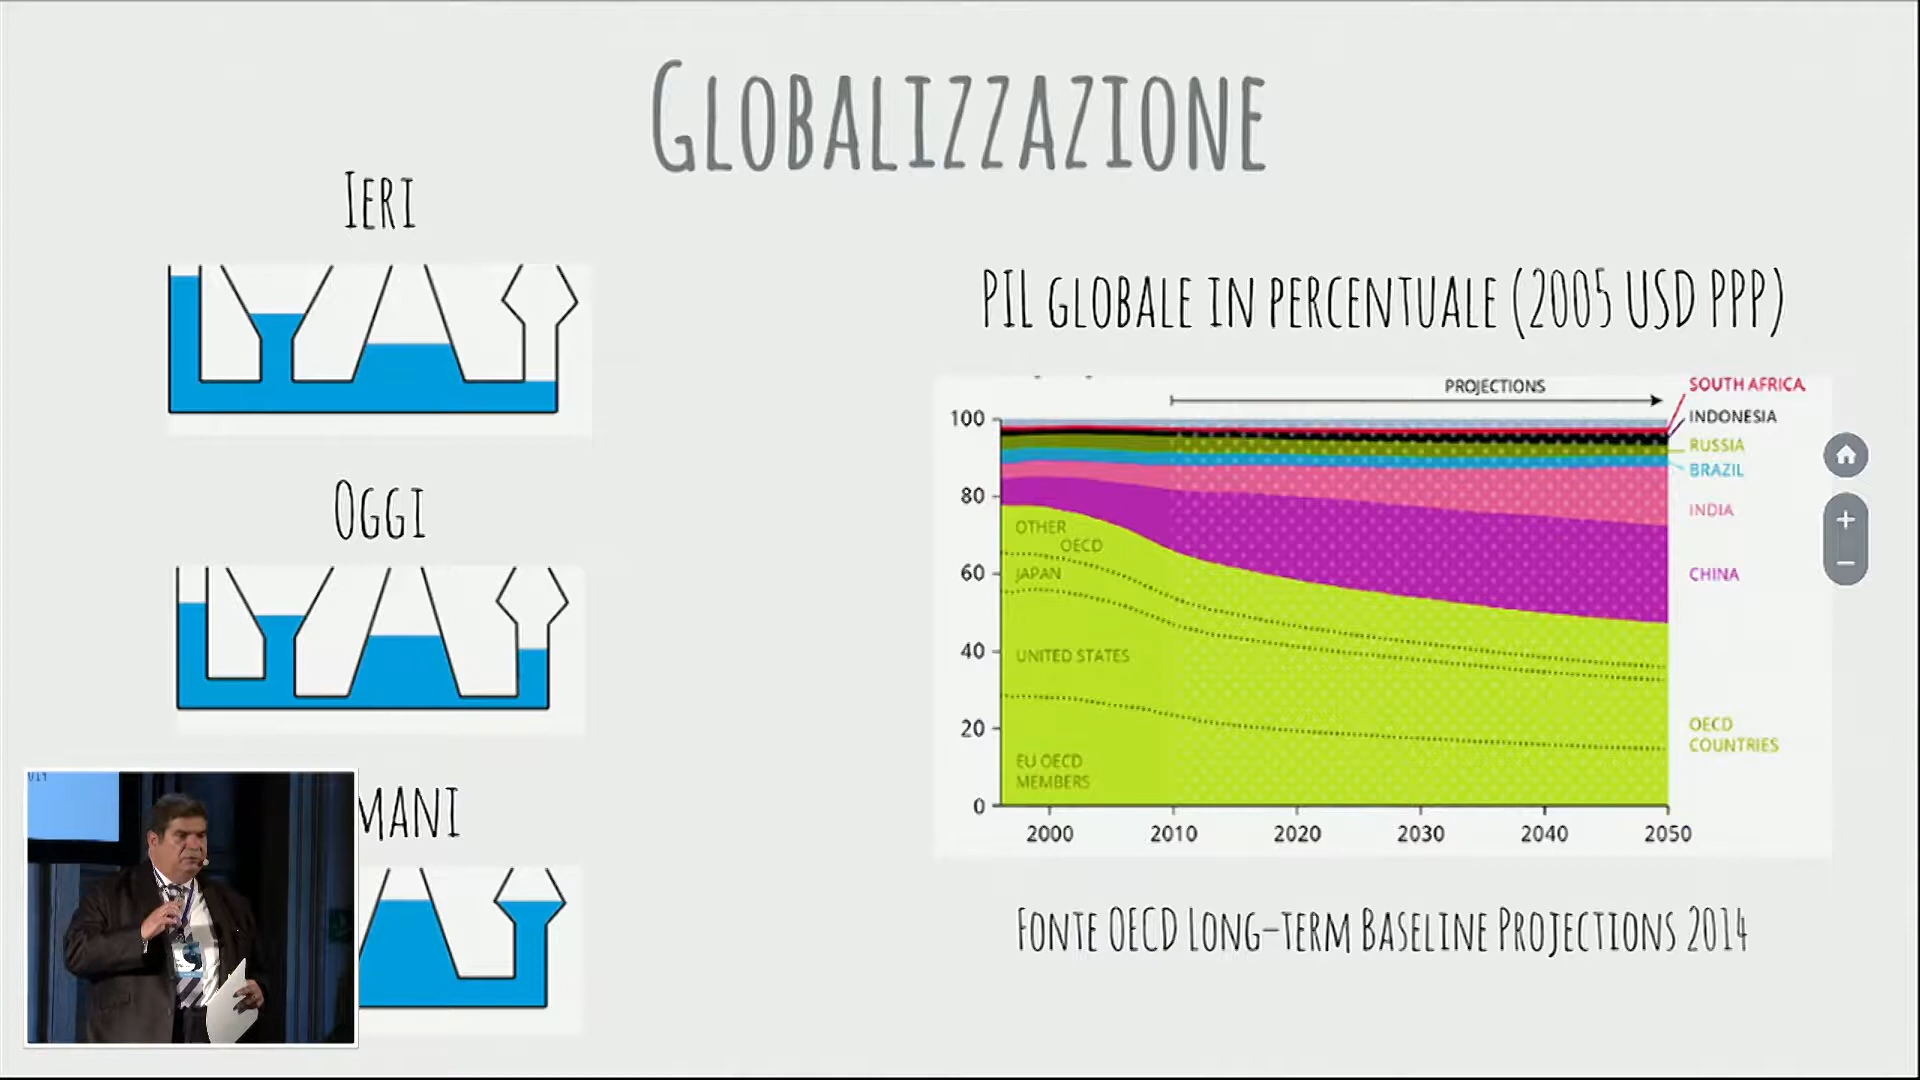 GLOBALIZZAZIONE
IERI
OGGI
MANI
PIL GLOBALE IN PERCENTUALE (2005 USD PPP)
PROJECTIONS
100
80
60
40
20
0
2000 2010 2020 2030 2040 2050
OTHER
OECD
JAPAN
UNITED STATES
EU OECD
MEMBERS
SOUTH AFRICA
INDONESIA
RUSSIA
BRAZIL
INDIA
CHINA
OECD
COUNTRIES
FONTE OECD LONG-TERM BASELINE PROJECTIONS 2014